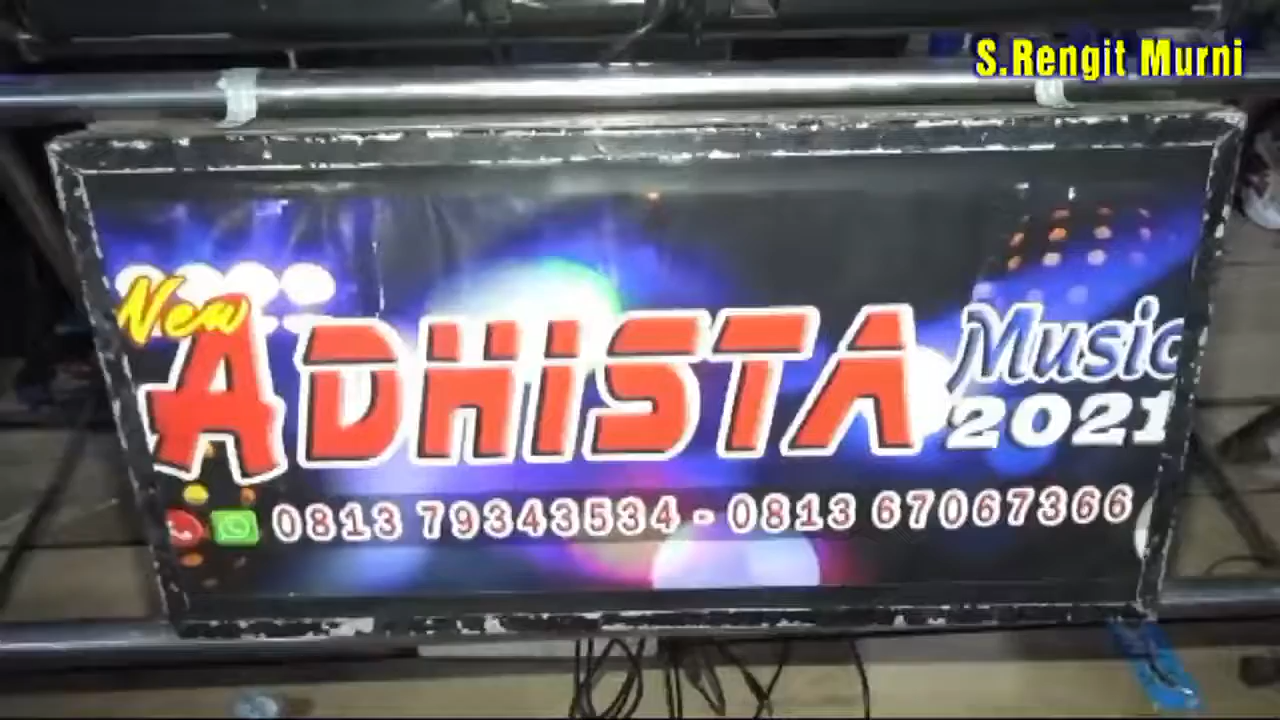 S.Rengit Murni
New
ADHISTA Music
2021
0813 79343534 - 0813 67067366